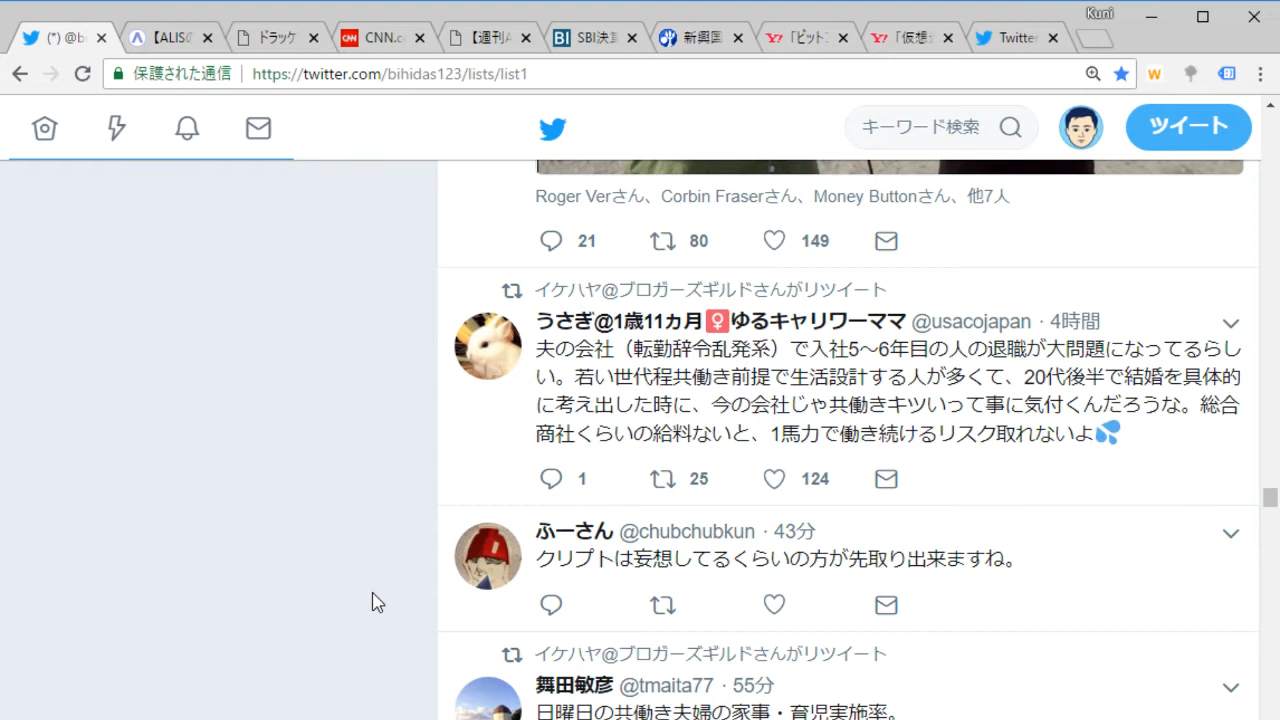 Kuni
(*) @bi
【ALISの
ドラッケ
CNN.c
【週刊A
SBI決算
新興国
「ビットコ
「仮想通
Twitte
保護された通信 https://twitter.com/bihidas123/lists/list1
キーワード検索 ツイート
Roger Verさん、Corbin Fraserさん、Money Buttonさん、他7人
21 80 149
イケハヤ@ブロガーズギルドさんがリツイート
うさぎ@1歳11ヵ月♀ゆるキャリワーママ @usacojapan · 4時間
夫の会社（転勤辞令乱発系）で入社5〜6年目の人の退職が大問題になってるらし
い。若い世代程共働き前提で生活設計する人が多くて、20代後半で結婚を具体的
に考え出した時に、今の会社じゃ共働きキツいって事に気付くんだろうな。総合
商社くらいの給料ないと、1馬力で働き続けるリスク取れないよ💦
1 25 124
ふーさん @chubchubkun · 43分
クリプトは妄想してるくらいの方が先取り出来ますね。
イケハヤ@ブロガーズギルドさんがリツイート
舞田敏彦 @tmaita77 · 55分
日曜日の共働き夫婦の家事・育児実施率。